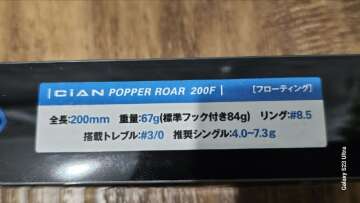 CIAN POPPER ROAR 200F [フローティング]
全長:200mm 重量:67g(標準フック付き84g) リング:#8.5
搭載トレブル:#3/0 推奨シングル:4.0~7.3g
Galaxy S23 Ultra